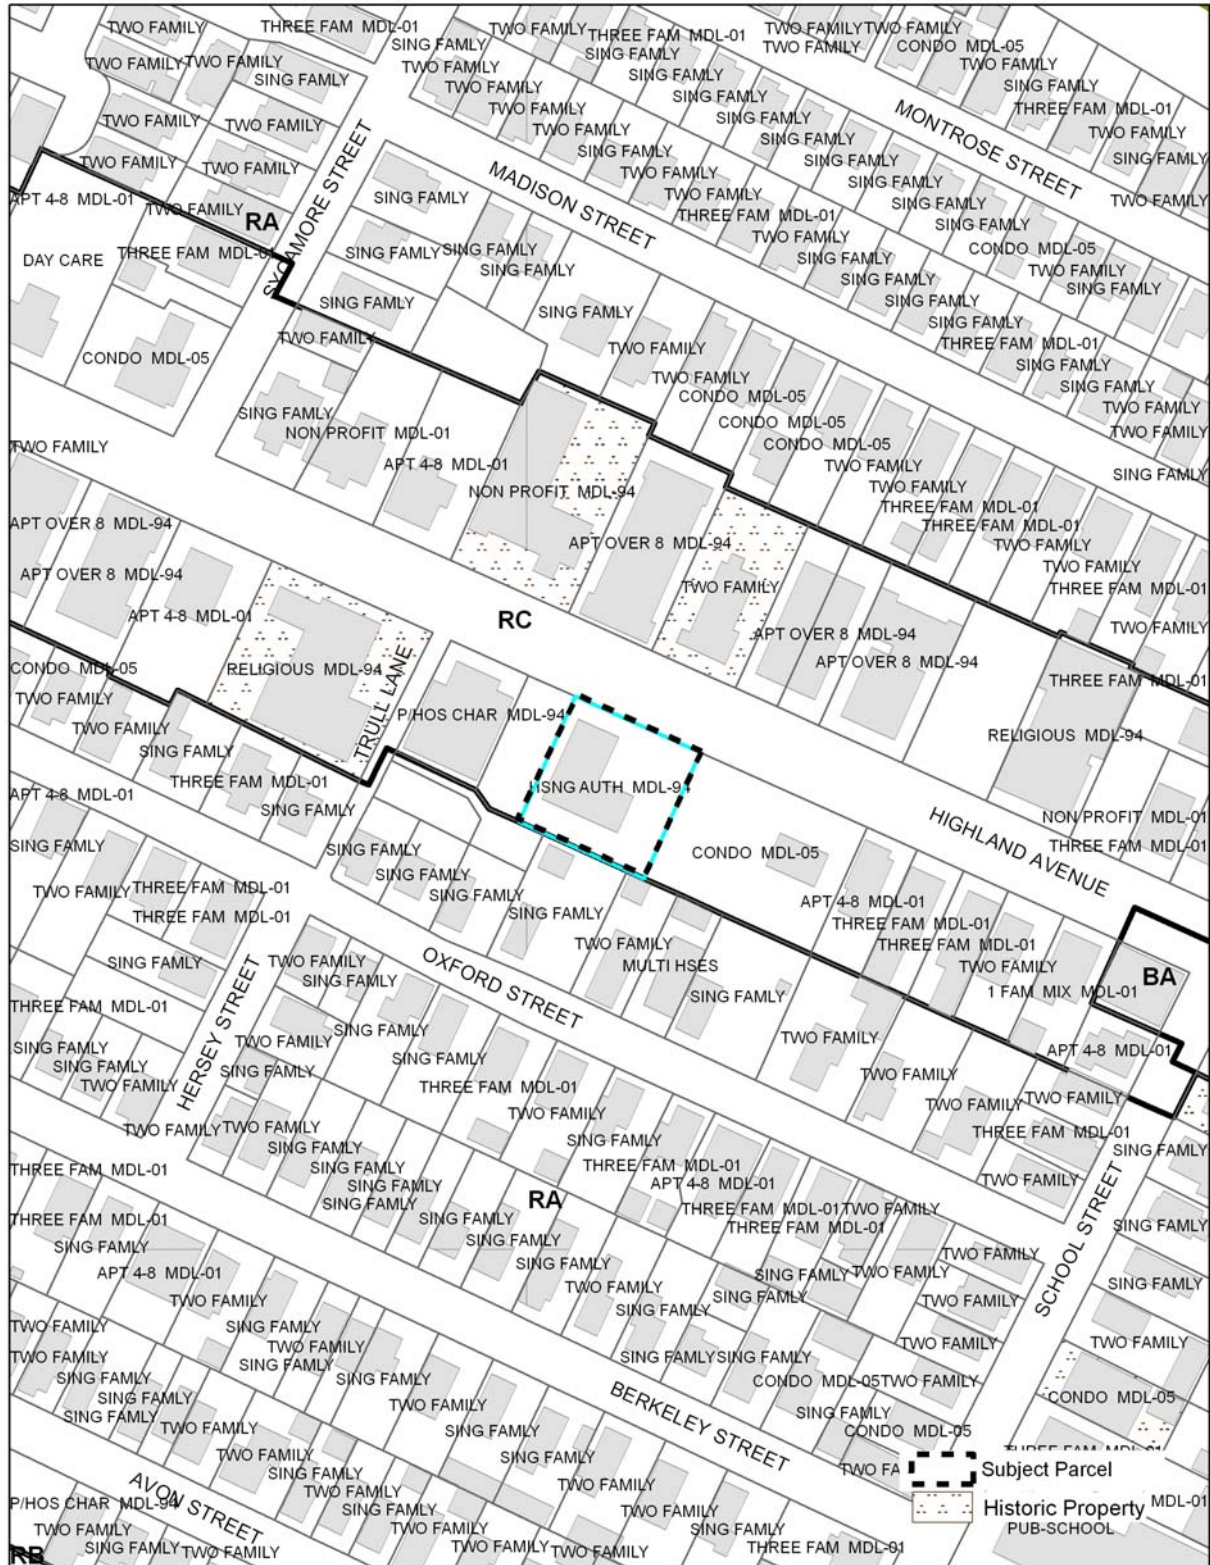 TWO FAMILY
THREE FAM MDL-01
SING FAMLY
TWO FAMILY
THREE FAM MDL-01
TWO FAMILY
TWO FAMILY
CONDO MDL-05
TWO FAMILY
TWO FAMILY
SING FAMLY
TWO FAMILY
TWO FAMILY
SING FAMLY
TWO FAMILY
SING FAMLY
TWO FAMILY
SING FAMLY
SING FAMLY
THREE FAM MDL-01
MONTROSE STREET
TWO FAMILY
TWO FAMILY
TWO FAMILY
SING FAMLY
SING FAMLY
TWO FAMILY
TWO FAMILY
SING FAMLY
TWO FAMILY
TWO FAMILY
SYCAMORE STREET
SING FAMLY
SING FAMLY
SING FAMLY
APT 4-8 MDL-01
TWO FAMILY
RA
SING FAMLY
MADISON STREET
TWO FAMILY
TWO FAMILY
THREE FAM MDL-01
SING FAMLY
SING FAMLY
SING FAMLY
TWO FAMILY
DAY CARE
THREE FAM MDL-01
SING FAMLY
SING FAMLY
SING FAMLY
TWO FAMILY
CONDO MDL-05
SING FAMLY
TWO FAMILY
SING FAMLY
SING FAMLY
SING FAMLY
SING FAMLY
SING FAMLY
SING FAMLY
TWO FAMILY
TWO FAMILY
THREE FAM MDL-01
CONDO MDL-05
SING FAMLY
TWO FAMILY
SING FAMLY
CONDO MDL-05
TWO FAMILY
SING FAMLY
CONDO MDL-05
TWO FAMILY
TWO FAMILY
NON PROFIT MDL-01
CONDO MDL-05
APT 4-8 MDL-01
TWO FAMILY
SING FAMLY
NON PROFIT MDL-94
TWO FAMILY
THREE FAM MDL-01
APT OVER 8 MDL-94
THREE FAM MDL-01
APT OVER 8 MDL-94
TWO FAMILY
APT OVER 8 MDL-94
TWO FAMILY
TWO FAMILY
THREE FAM MDL-01
APT 4-8 MDL-01
RC
TWO FAMILY
APT OVER 8 MDL-94
CONDO MDL-05
RELIGIOUS MDL-94
TRULL LANE
APT OVER 8 MDL-94
THREE FAM MDL-01
TWO FAMILY
P/HOS CHAR MDL-94
TWO FAMILY
RELIGIOUS MDL-94
SING FAMLY
THREE FAM MDL-01
HSNG AUTH MDL-94
APT 4-8 MDL-01
SING FAMLY
HIGHLAND AVENUE
NON PROFIT MDL-01
SING FAMLY
SING FAMLY
CONDO MDL-05
THREE FAM MDL-01
SING FAMLY
TWO FAMILY
THREE FAM MDL-01
SING FAMLY
APT 4-8 MDL-01
THREE FAM MDL-01
SING FAMLY
THREE FAM MDL-01
THREE FAM MDL-01
TWO FAMILY
OXFORD STREET
SING FAMLY
TWO FAMILY
SING FAMLY
MULTI HSES
TWO FAMILY
BA
THREE FAM MDL-01
HERSEY STREET
SING FAMLY
1 FAM MIX MDL-01
SING FAMLY
TWO FAMILY
SING FAMLY
TWO FAMILY
APT 4-8 MDL-01
SING FAMLY
SING FAMLY
SING FAMLY
TWO FAMILY
TWO FAMILY
THREE FAM MDL-01
TWO FAMILY
TWO FAMILY
TWO FAMILY
TWO FAMILY
TWO FAMILY
THREE FAM MDL-01
SING FAMLY
SING FAMLY
SING FAMLY
THREE FAM MDL-01
SING FAMLY
THREE FAM MDL-01
TWO FAMILY
SING FAMLY
APT 4-8 MDL-01
SCHOOL STREET
SING FAMLY
RA
THREE FAM MDL-01
TWO FAMILY
THREE FAM MDL-01
SING FAMLY
THREE FAM MDL-01
SING FAMLY
SING FAMLY
SING FAMLY
TWO FAMILY
APT 4-8 MDL-01
SING FAMLY
SING FAMLY
TWO FAMILY
SING FAMLY
TWO FAMILY
TWO FAMILY
SING FAMLY
TWO FAMILY
TWO FAMILY
SING FAMLY
SING FAMLY
TWO FAMILY
TWO FAMILY
TWO FAMILY
TWO FAMILY
SING FAMLY
SING FAMLY
SING FAMLY
SING FAMLY
SING FAMLY
CONDO MDL-05
TWO FAMILY
SING FAMLY
TWO FAMILY
BERKELEY STREET
CONDO MDL-05
SING FAMLY
TWO FAMILY
SING FAMLY
SING FAMLY
CONDO MDL-05
TWO FAMILY
SING FAMLY
THREE FAM MDL-01
SING FAMLY
TWO FA
Subject Parcel
AVON STREET
TWO FAMILY
TWO FAMILY
P/HOS CHAR MDL-94
SING FAMLY
Historic Property
MDL-01
TWO FAMILY
TWO FAMILY
SING FAMLY
PUB-SCHOOL
RB
SING FAMLY
TWO FAMILY
TWO FAMILY
THREE FAM MDL-01